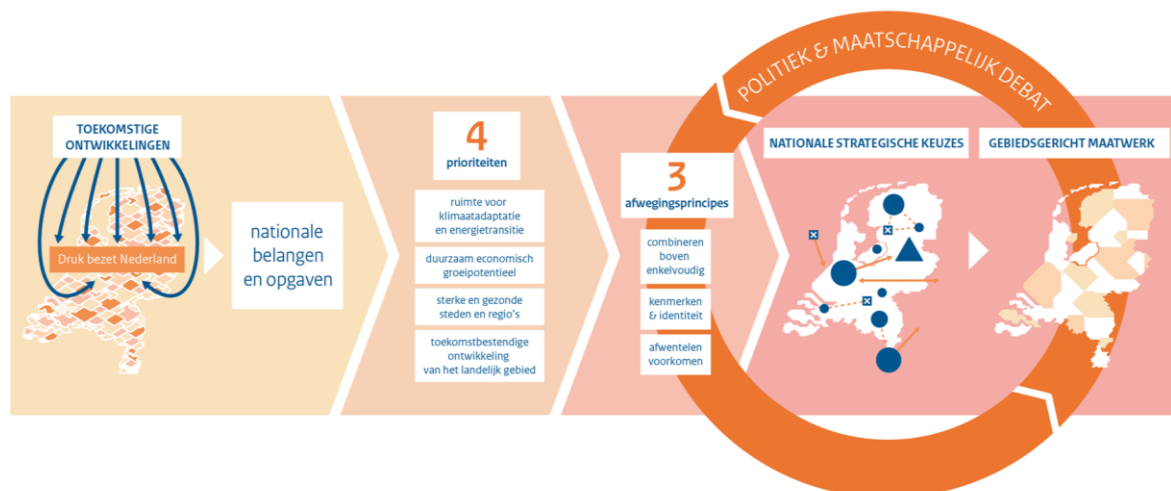 POLITIEK & MAATSCHAPPELIJK DEBAT
TOEKOMSTIGE
ONTWIKKELINGEN
Druk bezet Nederland
nationale
belangen
en opgaven
4
prioriteiten
ruimte voor
klimaatadaptatie
en energietransitie
duurzaam economisch
groeipotentieel
sterke en gezonde
steden en regio's
toekomstbestendige
ontwikkeling
van het landelijk gebied
3
afwegingsprincipes
combineren
boven
enkelvoudig
kenmerken
& identiteit
afwentelen
voorkomen
NATIONALE STRATEGISCHE KEUZES
GEBIEDSGERICHT MAATWERK